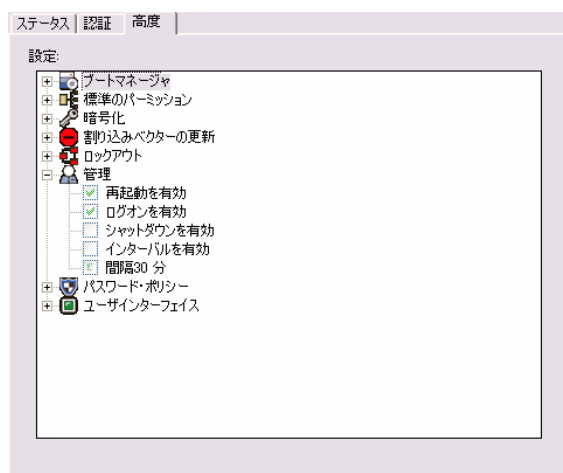 ステータス 認証 高度
設定:
ブートマネージャ
標準のパーミッション
暗号化
割り込みベクターの更新
ロックアウト
管理
再起動を有効
ログオンを有効
シャットダウンを有効
インターバルを有効
間隔30 分
パスワード・ポリシー
ユーザインターフェイス